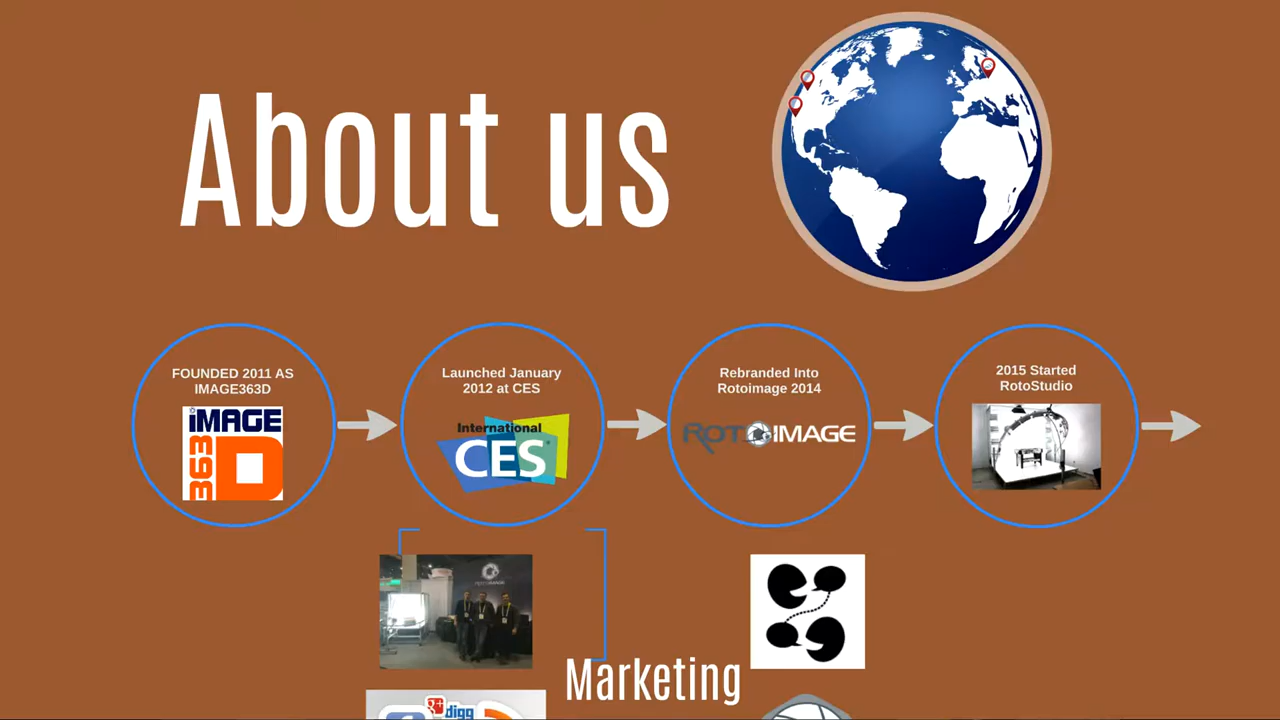 About us
FOUNDED 2011 AS
IMAGE363D
iMAGE
363
D
Launched January
2012 at CES
International
CES
Rebranded Into
Rotoimage 2014
ROTOIMAGE
2015 Started
RotoStudio
ROTOIMAGE
Marketing
g+
digg